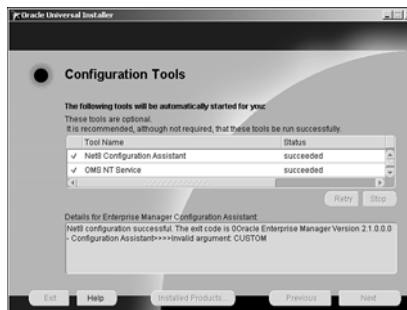 Oracle Universal Installer
Configuration Tools
The following tools will be automatically started for you:
These tools are optional.
It is recommended, although not required, that these tools be run successfully.
Tool Name Status
Net8 Configuration Assistant succeeded
OMS NT Service succeeded
Retry Stop
Details for Enterprise Manager Configuration Assistant
Net8 configuration successful. The exit code is 0Oracle Enterprise Manager Version 2.1.0.0.0
- Configuration Assistant>>>>Invalid argument: CUSTOM
Exit Help Installed Products... Previous Next